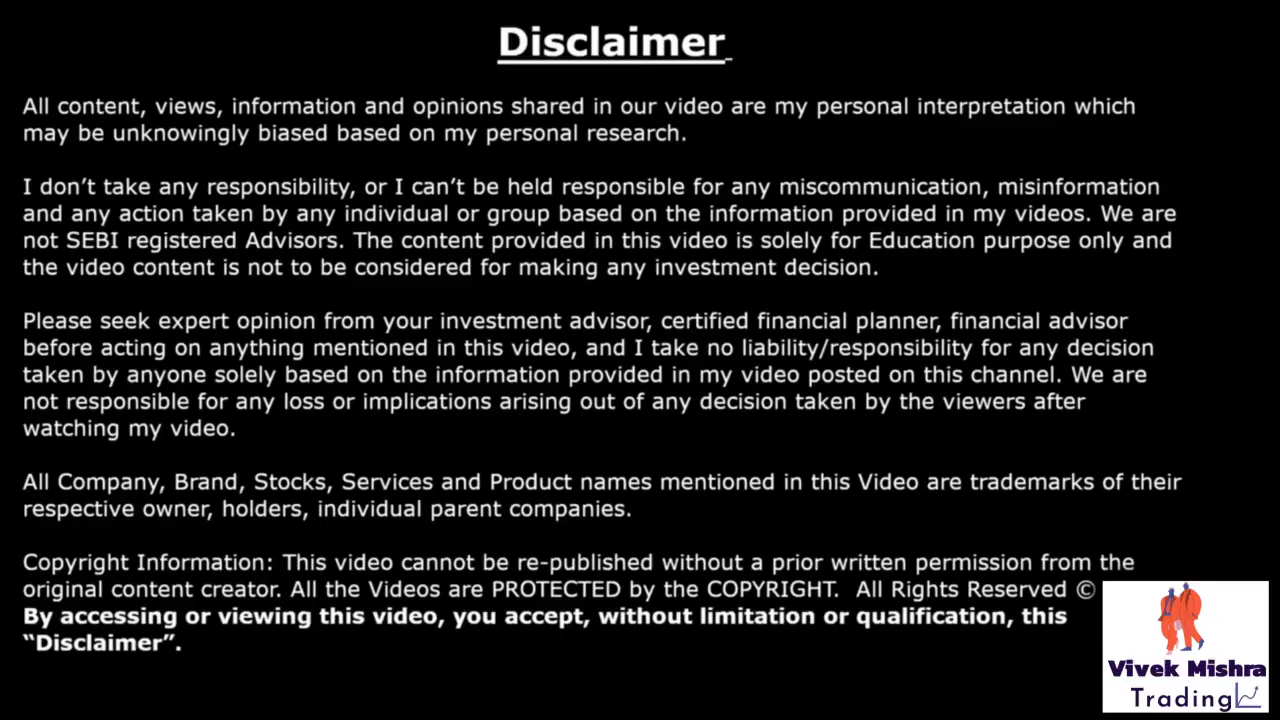 Disclaimer
All content, views, information and opinions shared in our video are my personal interpretation which
may be unknowingly biased based on my personal research.
I don’t take any responsibility, or I can’t be held responsible for any miscommunication, misinformation
and any action taken by any individual or group based on the information provided in my videos. We are
not SEBI registered Advisors. The content provided in this video is solely for Education purpose only and
the video content is not to be considered for making any investment decision.
Please seek expert opinion from your investment advisor, certified financial planner, financial advisor
before acting on anything mentioned in this video, and I take no liability/responsibility for any decision
taken by anyone solely based on the information provided in my video posted on this channel. We are
not responsible for any loss or implications arising out of any decision taken by the viewers after
watching my video.
All Company, Brand, Stocks, Services and Product names mentioned in this Video are trademarks of their
respective owner, holders, individual parent companies.
Copyright Information: This video cannot be re-published without a prior written permission from the
original content creator. All the Videos are PROTECTED by the COPYRIGHT.  All Rights Reserved ©
By accessing or viewing this video, you accept, without limitation or qualification, this
“Disclaimer”.
Vivek Mishra
Trading